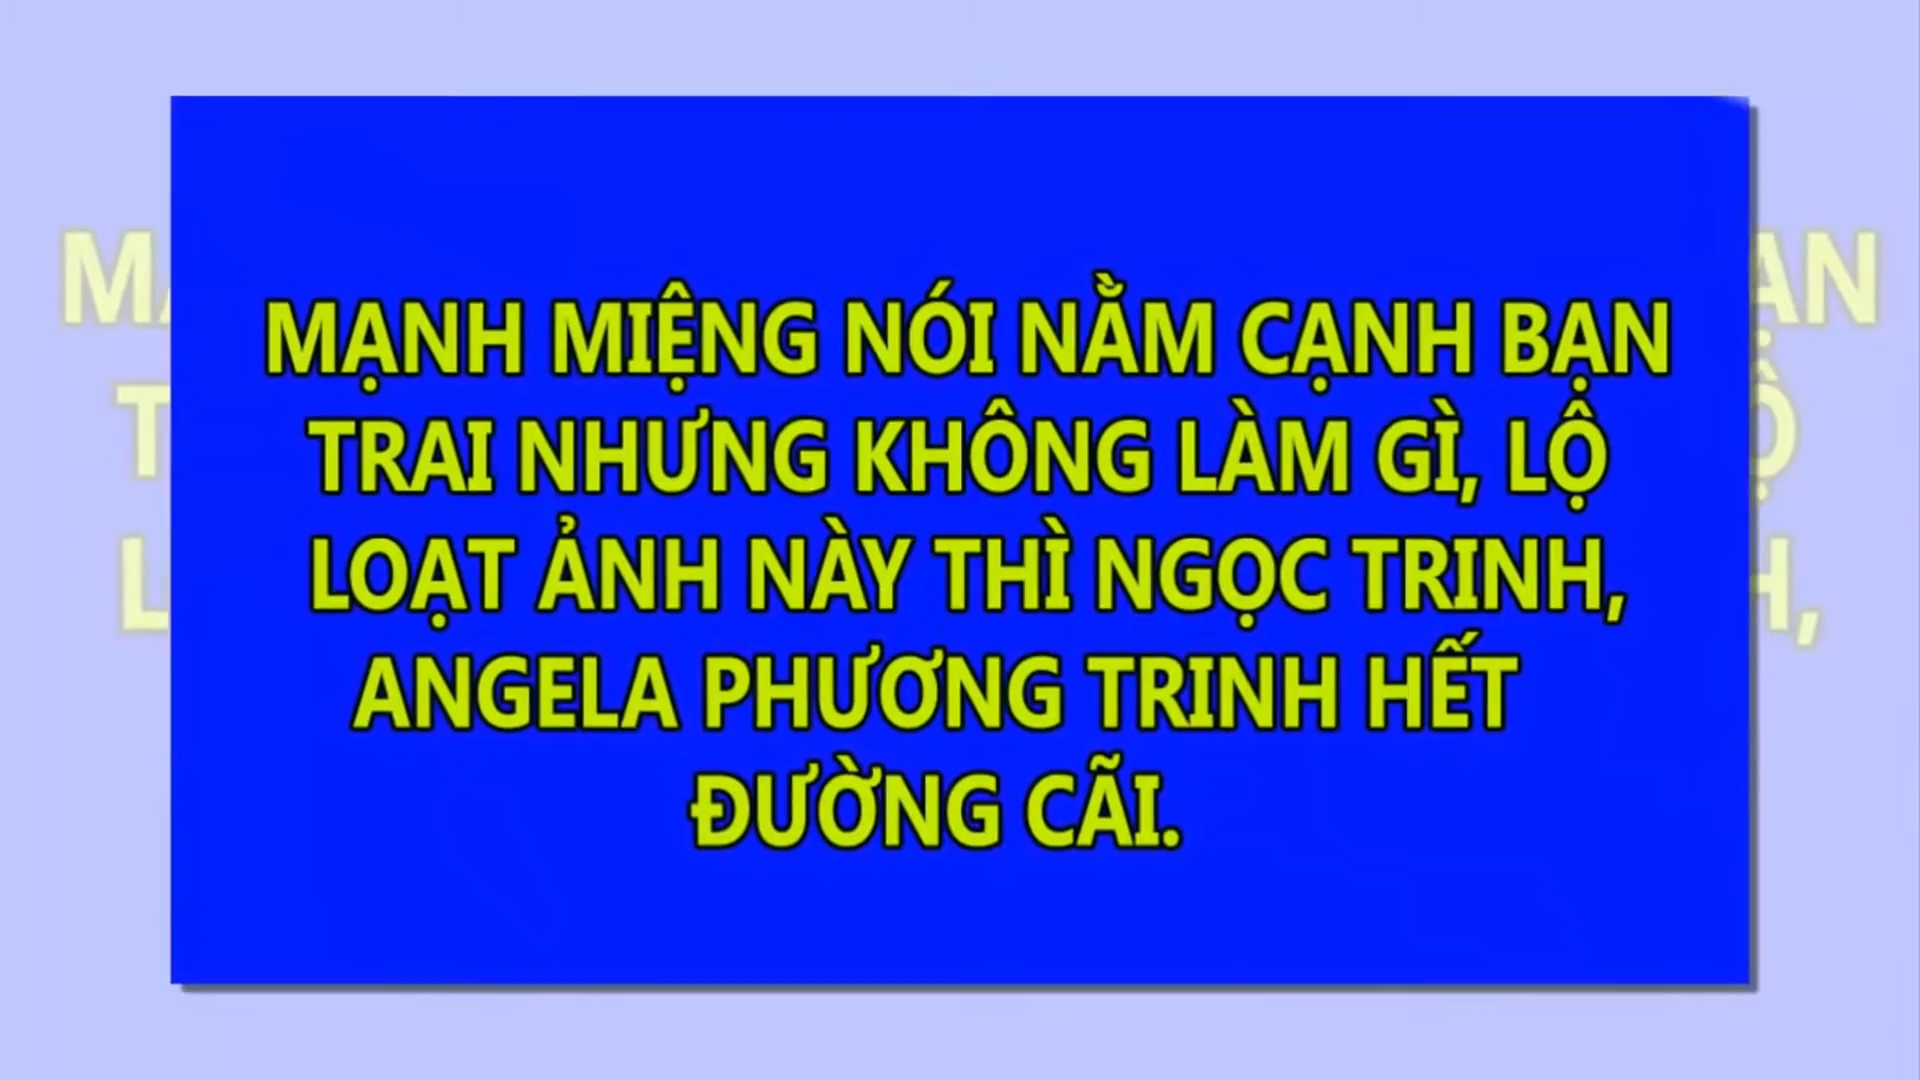 MẠNH MIỆNG NÓI NẰM CẠNH BẠN
TRAI NHƯNG KHÔNG LÀM GÌ, LỘ
LOẠT ẢNH NÀY THÌ NGỌC TRINH,
ANGELA PHƯƠNG TRINH HẾT
ĐƯỜNG CÃI.